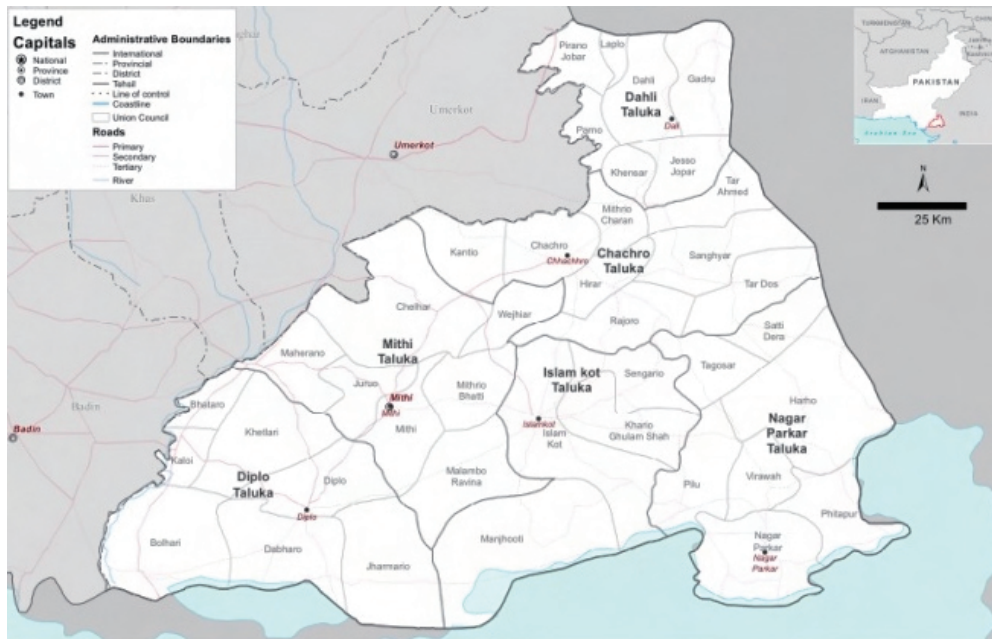 Legend
Capitals
National
Province
District
Town
Administrative Boundaries
International
Provincial
District
Tehsil
Line of control
Coastline
Union Council
Roads
Primary
Secondary
Tertiary
River
TURKMENISTAN
AFGHANISTAN
PAKISTAN
IRAN
INDIA
Arabian Sea
N
25 Km
Umerkot
Umerkot
Khas
Badin
Badin
Pirano
Jobar
Laplo
Dahli
Gadru
Dahli
Taluka
Dali
Parno
Khensar
Jesso
Jopar
Tar
Ahmed
Mithrio
Charan
Kantio
Chachro
Chhachhro
Chachro
Taluka
Sanghyar
Hirar
Tar Dos
Chelhar
Wejhiar
Rajoro
Mithi
Taluka
Maherano
Juruo
Mithi
Mithi
Mithi
Mithrio
Bhatti
Islam kot
Taluka
Sengario
Islamkot
Islam
Kot
Khario
Ghulam Shah
Satti
Dera
Tagosar
Harho
Nagar
Parkar
Taluka
Bhitaro
Khetlari
Kaloi
Diplo
Taluka
Diplo
Diplo
Malambo
Ravina
Pilu
Virawah
Phitapur
Bolhari
Dabharo
Jharmario
Manjhooti
Nagar
Parkar
Nagar
Parkar